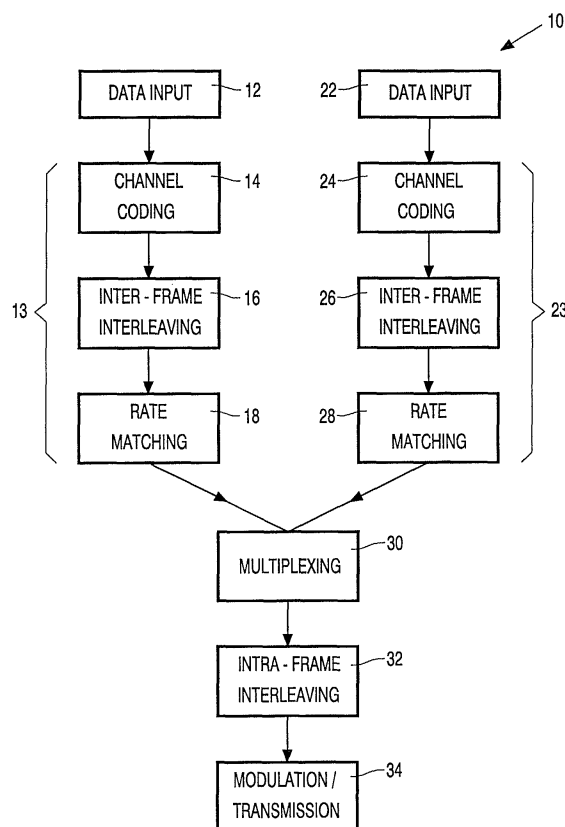 10
DATA INPUT 12
22 DATA INPUT
CHANNEL
CODING 14
24 CHANNEL
CODING
13
INTER - FRAME
INTERLEAVING 16
26 INTER - FRAME
INTERLEAVING
23
RATE
MATCHING 18
28 RATE
MATCHING
MULTIPLEXING 30
INTRA - FRAME
INTERLEAVING 32
MODULATION /
TRANSMISSION 34